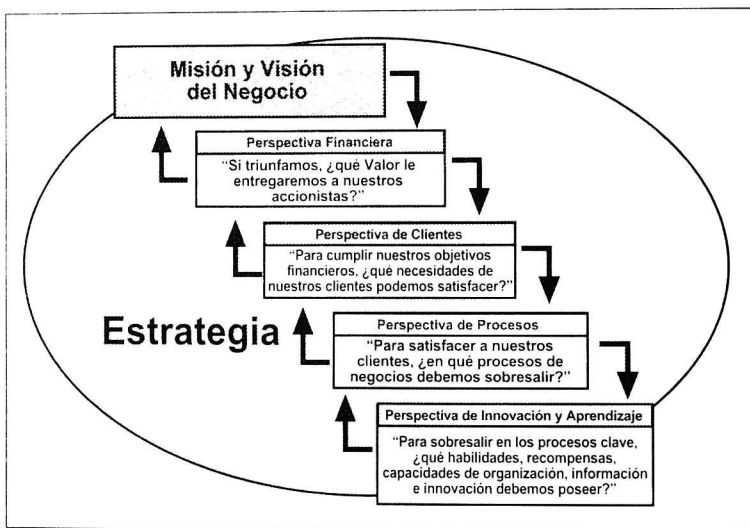 Misión y Visión
del Negocio
Perspectiva Financiera
“Si triunfamos, ¿qué Valor le
entregaremos a nuestros
accionistas?”
Perspectiva de Clientes
“Para cumplir nuestros objetivos
financieros, ¿qué necesidades de
nuestros clientes podemos satisfacer?”
Estrategia
Perspectiva de Procesos
“Para satisfacer a nuestros
clientes, ¿en qué procesos de
negocios debemos sobresalir?”
Perspectiva de Innovación y Aprendizaje
“Para sobresalir en los procesos clave,
¿qué habilidades, recompensas,
capacidades de organización, información
e innovación debemos poseer?”